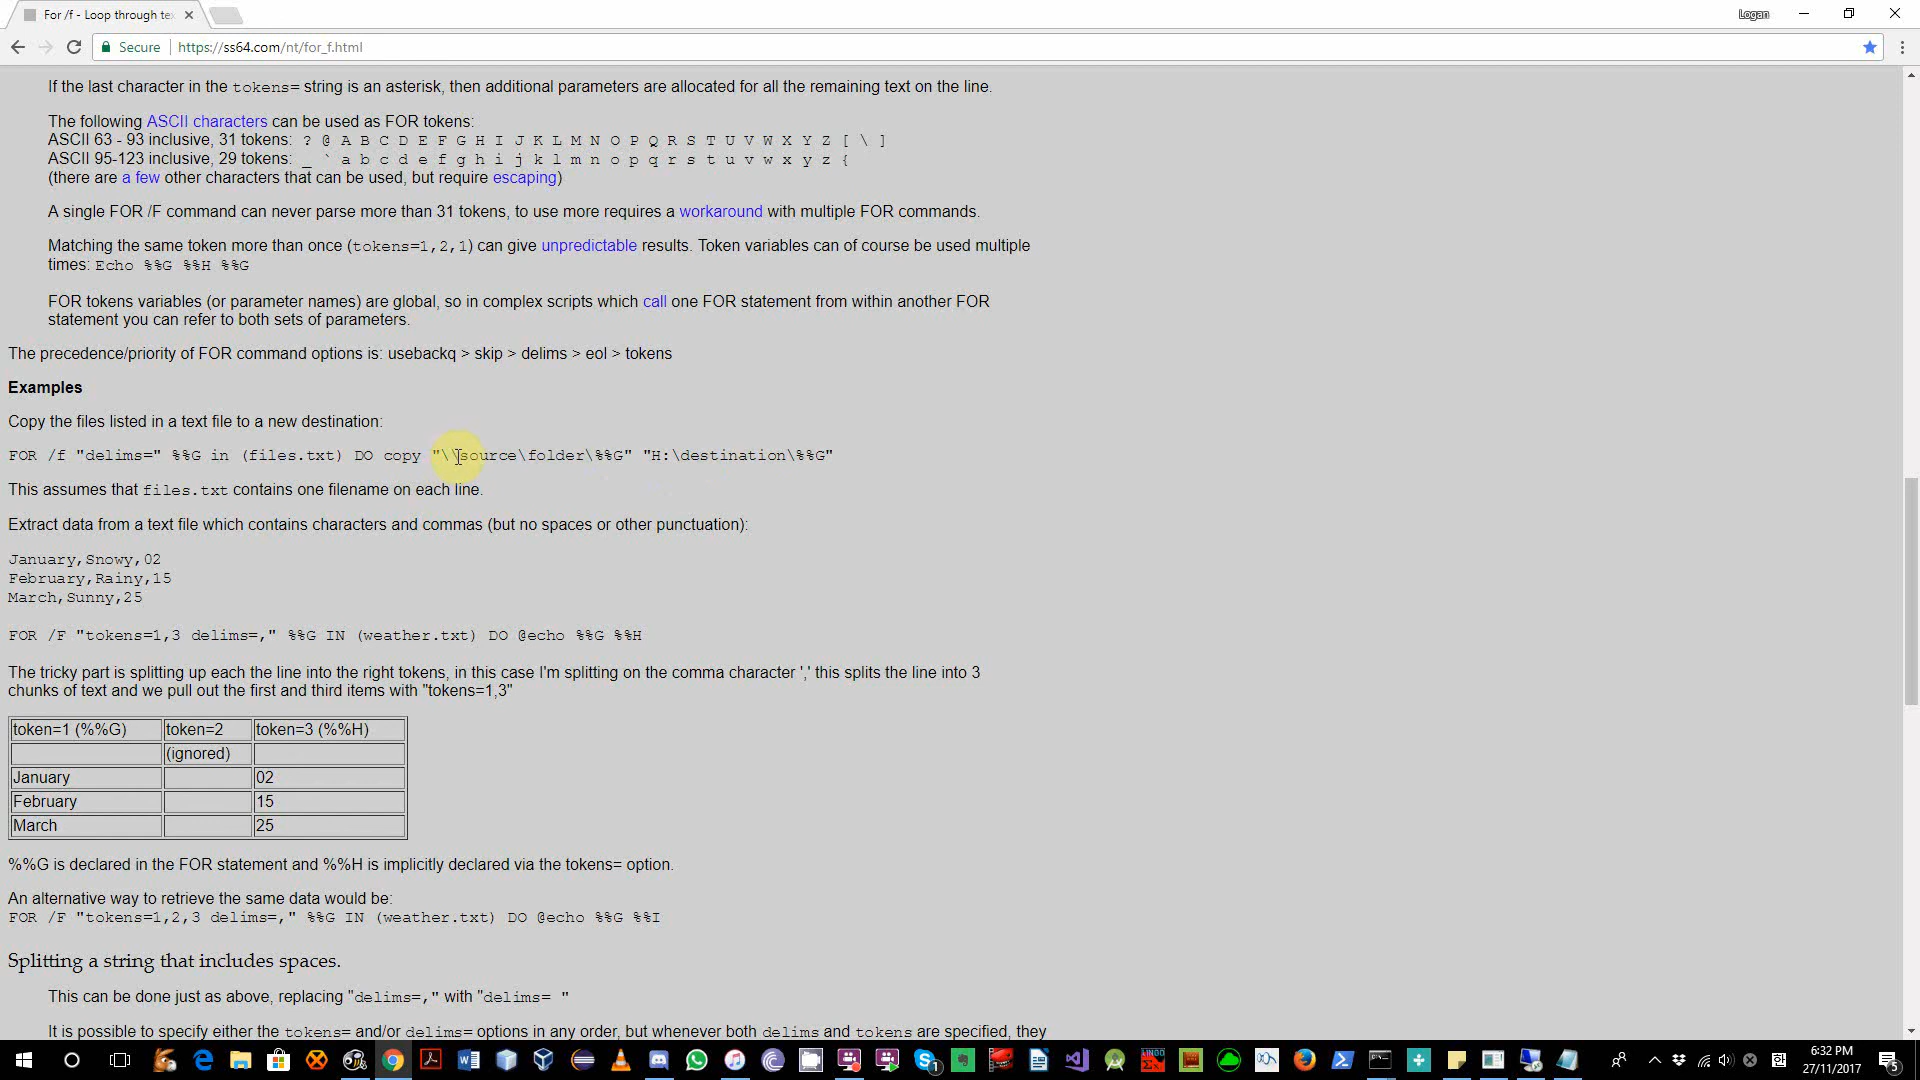 For /f - Loop through te
Logan
Secure
https://ss64.com/nt/for_f.html
If the last character in the tokens= string is an asterisk, then additional parameters are allocated for all the remaining text on the line.
The following ASCII characters can be used as FOR tokens:
ASCII 63 - 93 inclusive, 31 tokens: ? @ A B C D E F G H I J K L M N O P Q R S T U V W X Y Z [ \ ]
ASCII 95-123 inclusive, 29 tokens: _ ` a b c d e f g h i j k l m n o p q r s t u v w x y z {
(there are a few other characters that can be used, but require escaping)
A single FOR /F command can never parse more than 31 tokens, to use more requires a workaround with multiple FOR commands.
Matching the same token more than once (tokens=1,2,1) can give unpredictable results. Token variables can of course be used multiple
times: Echo %%G %%H %%G
FOR tokens variables (or parameter names) are global, so in complex scripts which call one FOR statement from within another FOR
statement you can refer to both sets of parameters.
The precedence/priority of FOR command options is: usebackq > skip > delims > eol > tokens
Examples
Copy the files listed in a text file to a new destination:
FOR /f "delims=" %%G in (files.txt) DO copy "\\source\folder\%%G" "H:\destination\%%G"
This assumes that files.txt contains one filename on each line.
Extract data from a text file which contains characters and commas (but no spaces or other punctuation):
January,Snowy,02
February,Rainy,15
March,Sunny,25
FOR /F "tokens=1,3 delims=," %%G IN (weather.txt) DO @echo %%G %%H
The tricky part is splitting up each the line into the right tokens, in this case I'm splitting on the comma character ',' this splits the line into 3
chunks of text and we pull out the first and third items with "tokens=1,3"
token=1 (%%G) token=2 token=3 (%%H)
(ignored)
January 02
February 15
March 25
%%G is declared in the FOR statement and %%H is implicitly declared via the tokens= option.
An alternative way to retrieve the same data would be:
FOR /F "tokens=1,2,3 delims=," %%G IN (weather.txt) DO @echo %%G %%I
Splitting a string that includes spaces.
This can be done just as above, replacing "delims=," with "delims= "
It is possible to specify either the tokens= and/or delims= options in any order, but whenever both delims and tokens are specified, they
6:32 PM
27/11/2017